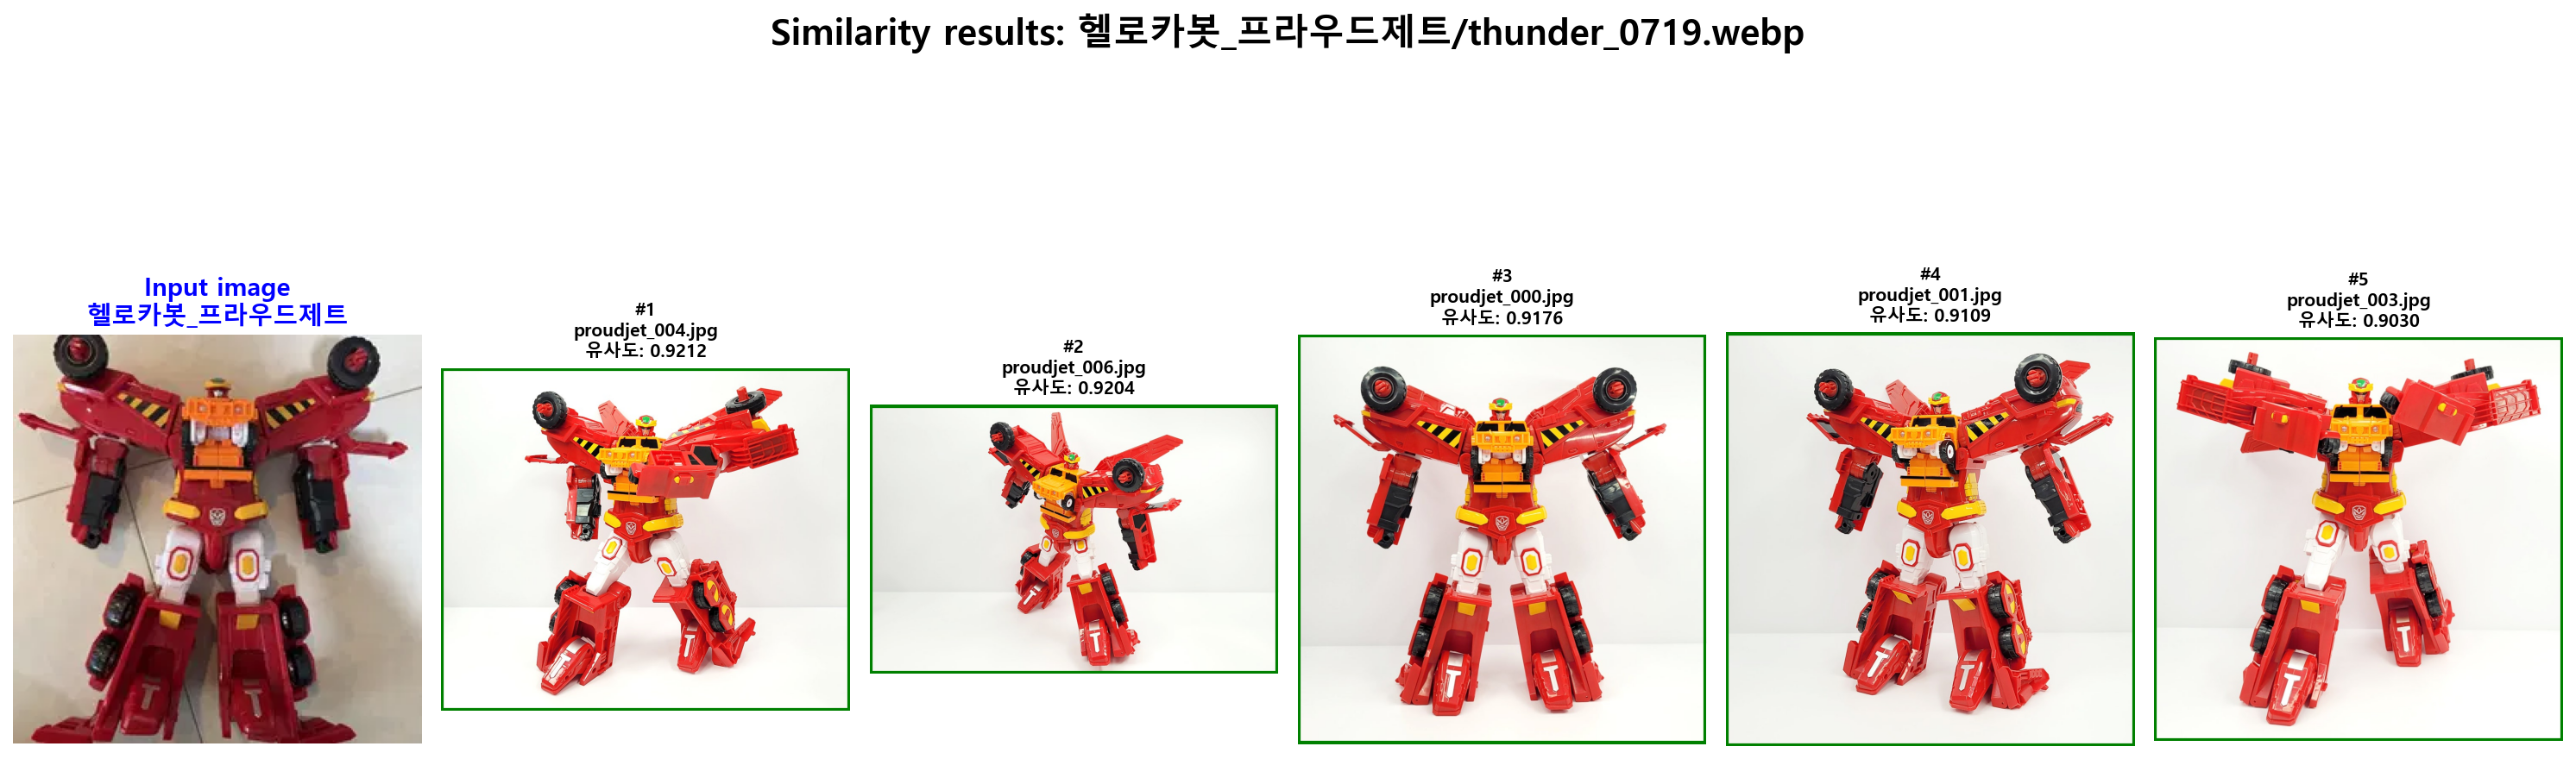 Similarity results: 헬로카봇_프라우드제트/thunder_0719.webp
Input image
헬로카봇_프라우드제트
#1
proudjet_004.jpg
유사도: 0.9212
#2
proudjet_006.jpg
유사도: 0.9204
#3
proudjet_000.jpg
유사도: 0.9176
#4
proudjet_001.jpg
유사도: 0.9109
#5
proudjet_003.jpg
유사도: 0.9030